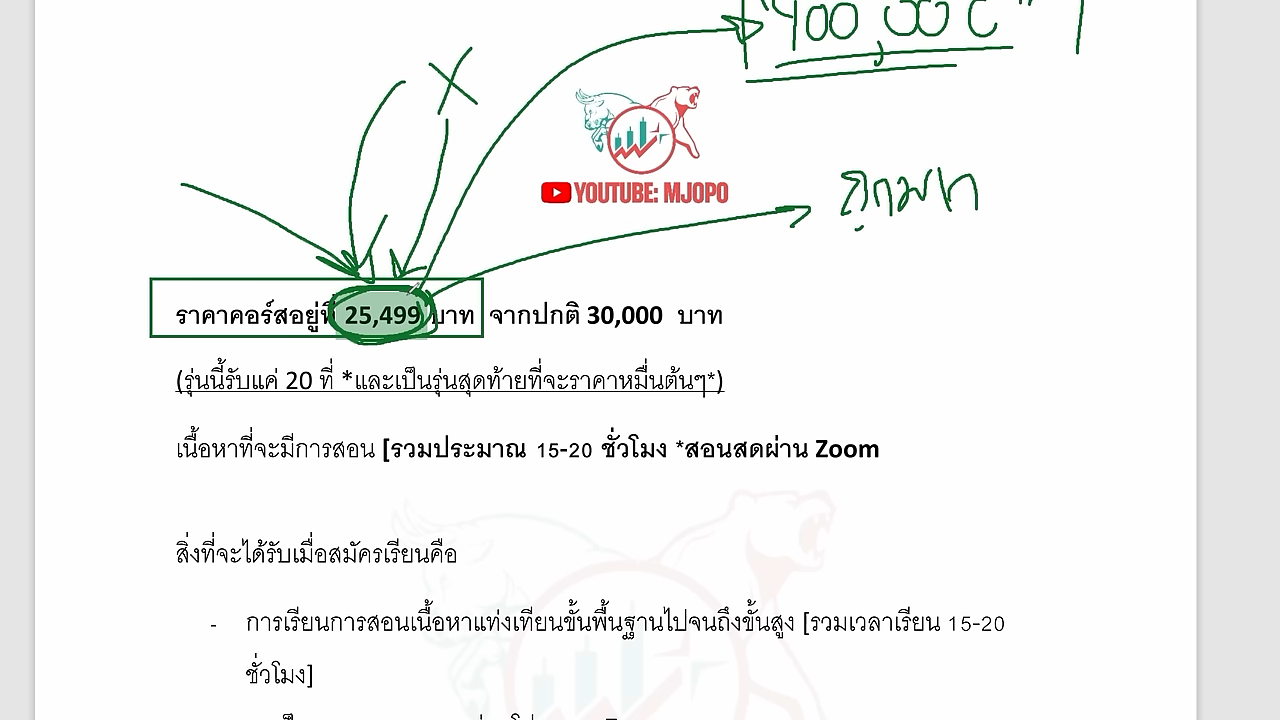 YOUTUBE: MJOPO
ถูกมาก
ราคาคอร์สอยู่ที่ 25,499 บาท จากปกติ 30,000 บาท
(รุ่นนี้รับแค่ 20 ที่ *และเป็นรุ่นสุดท้ายที่จะราคาหมื่นต้นๆ*)
เนื้อหาที่จะมีการสอน [รวมประมาณ 15-20 ชั่วโมง *สอนสดผ่าน Zoom
สิ่งที่จะได้รับเมื่อสมัครเรียนคือ
- การเรียนการสอนเนื้อหาแท่งเทียนขั้นพื้นฐานไปจนถึงขั้นสูง [รวมเวลาเรียน 15-20
ชั่วโมง]